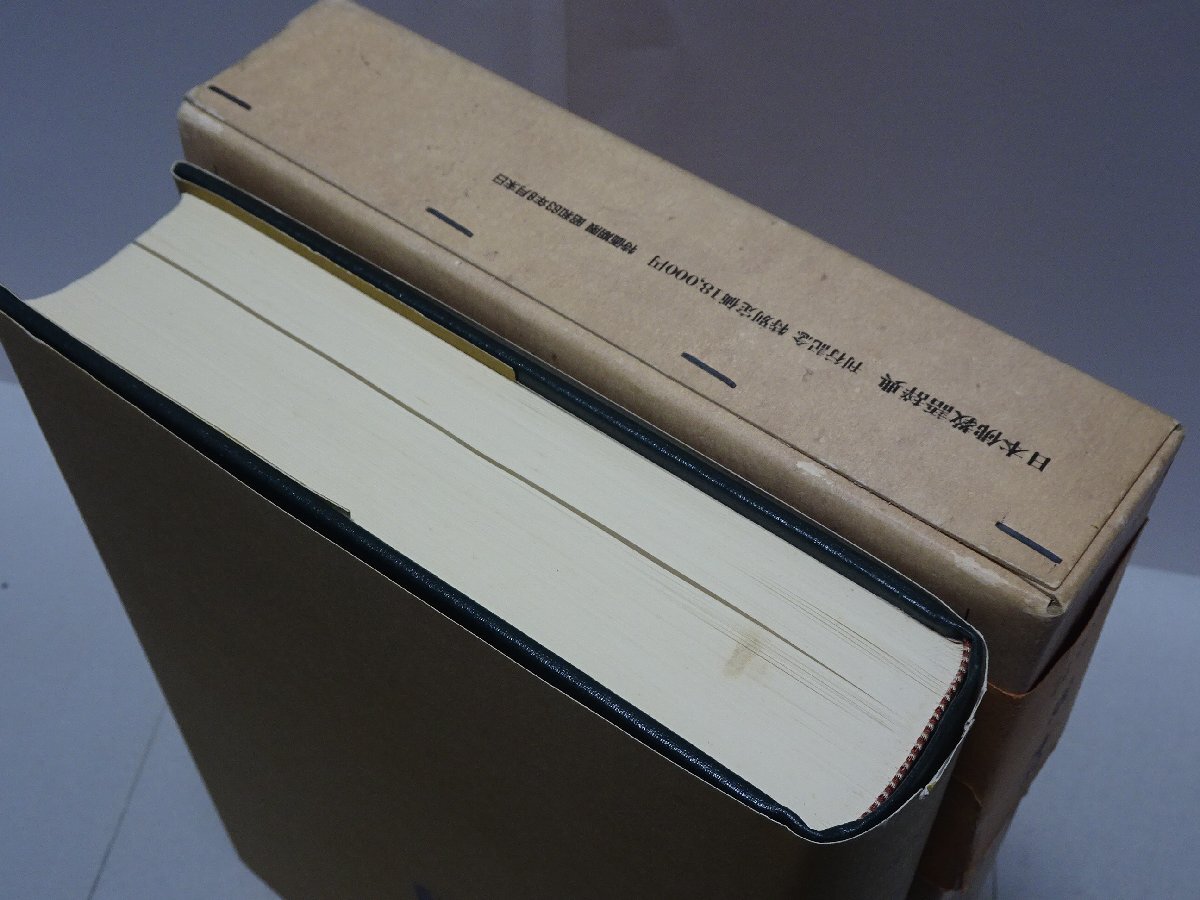 日本佛教語辞典 刊行記念 特別定価18,000円 特価期限 昭和63年8月末日